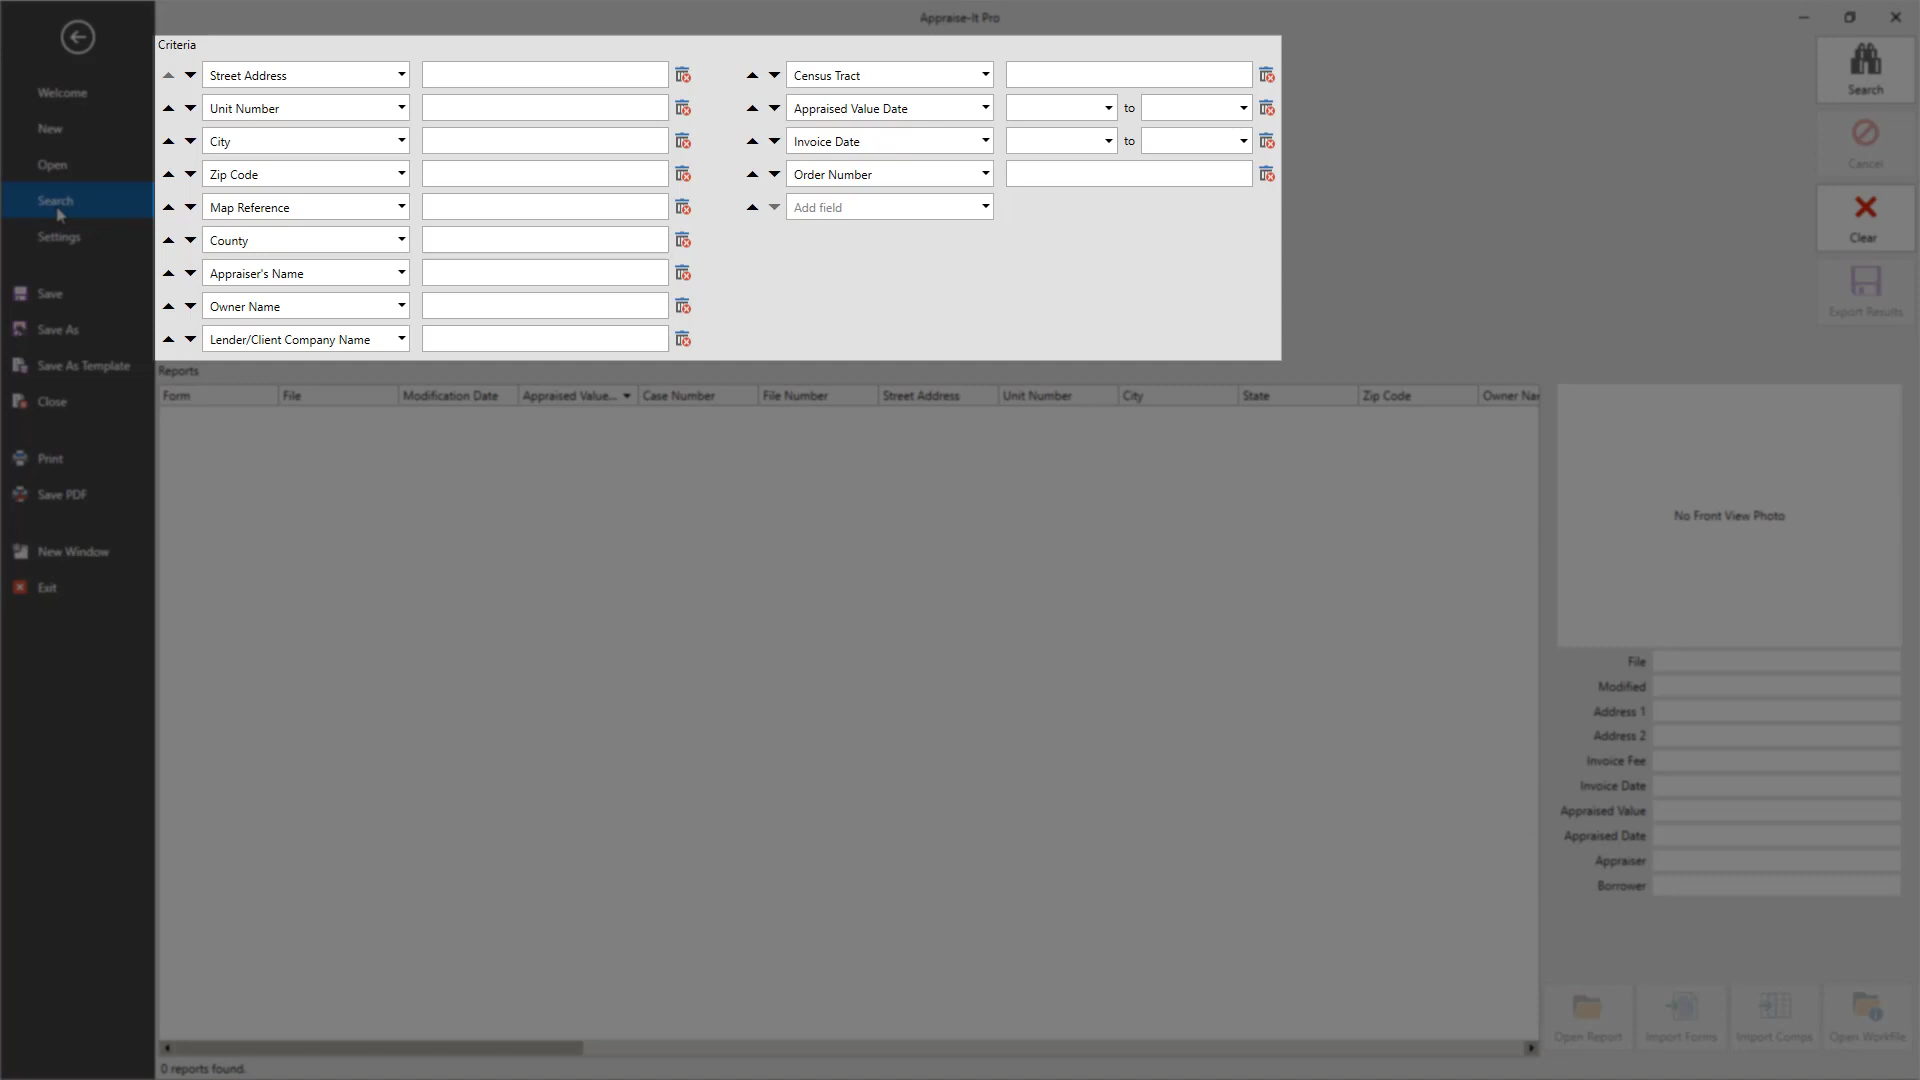 Appraise-It Pro
Welcome
New
Open
Search
Settings
Save
Save As
Save As Template
Close
Print
Save PDF
New Window
Exit
Criteria
Street Address
Unit Number
City
Zip Code
Map Reference
County
Appraiser's Name
Owner Name
Lender/Client Company Name
Census Tract
Appraised Value Date
to
Invoice Date
to
Order Number
Add field
Search
Cancel
Clear
Export Results
Reports
Form File Modification Date Appraised Value... Case Number File Number Street Address Unit Number City State Zip Code Owner Nar
No Front View Photo
File
Modified
Address 1
Address 2
Invoice Fee
Invoice Date
Appraised Value
Appraised Date
Appraiser
Borrower
Open Report
Import Forms
Import Comps
Open Workfile
0 reports found.